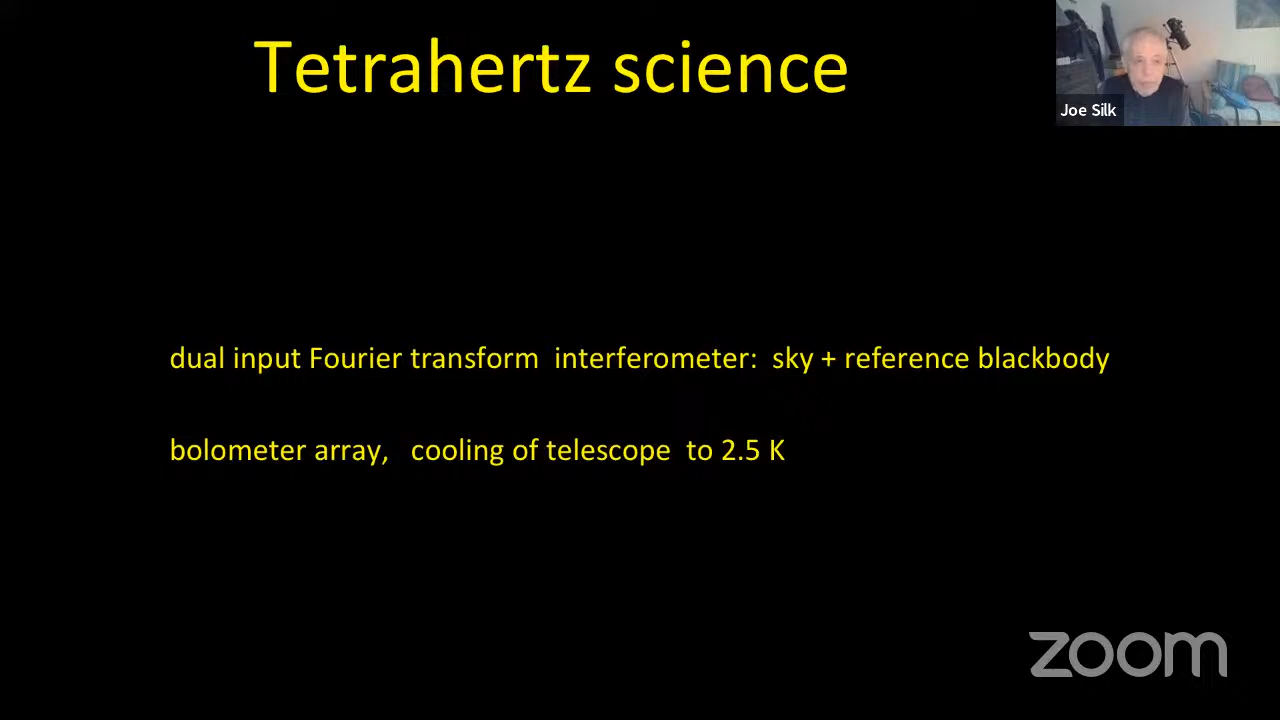 Tetrahertz science
Joe Silk
dual input Fourier transform interferometer: sky + reference blackbody
bolometer array, cooling of telescope to 2.5 K
zoom